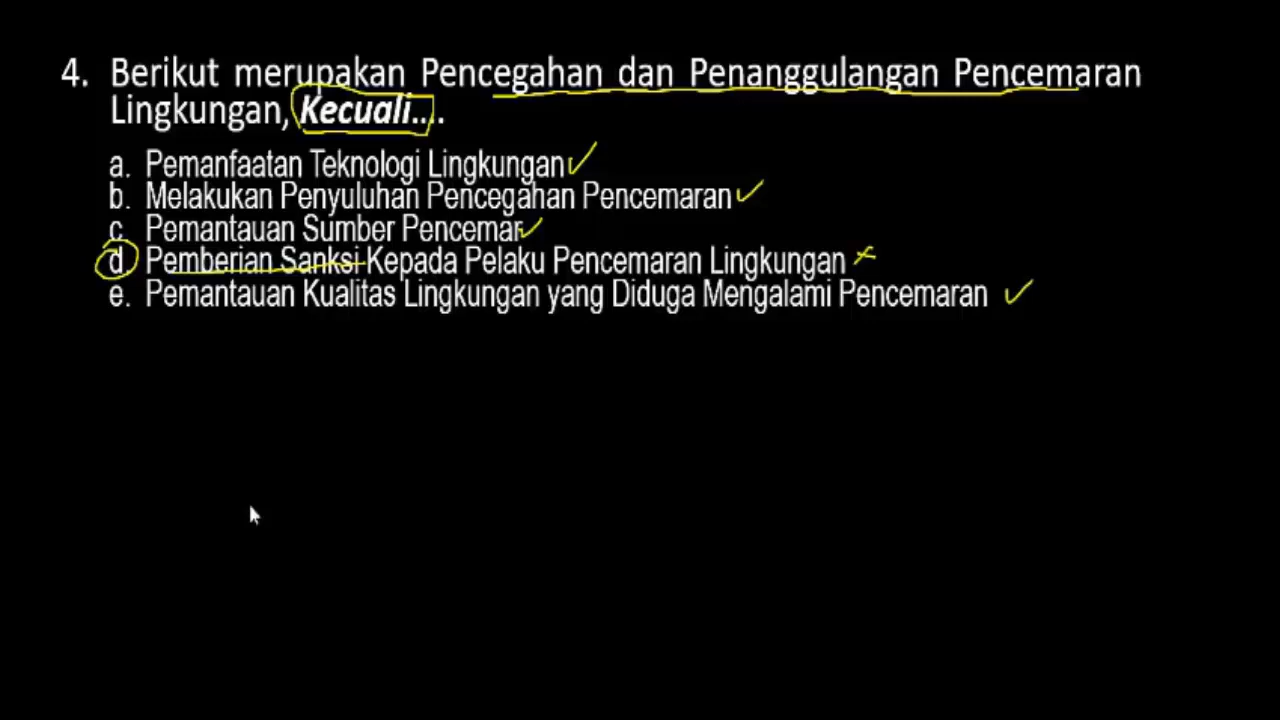 4. Berikut merupakan Pencegahan dan Penanggulangan Pencemaran
Lingkungan, Kecuali....
a. Pemanfaatan Teknologi Lingkungan
b. Melakukan Penyuluhan Pencegahan Pencemaran
c. Pemantauan Sumber Pencemar
d. Pemberian Sanksi Kepada Pelaku Pencemaran Lingkungan
e. Pemantauan Kualitas Lingkungan yang Diduga Mengalami Pencemaran